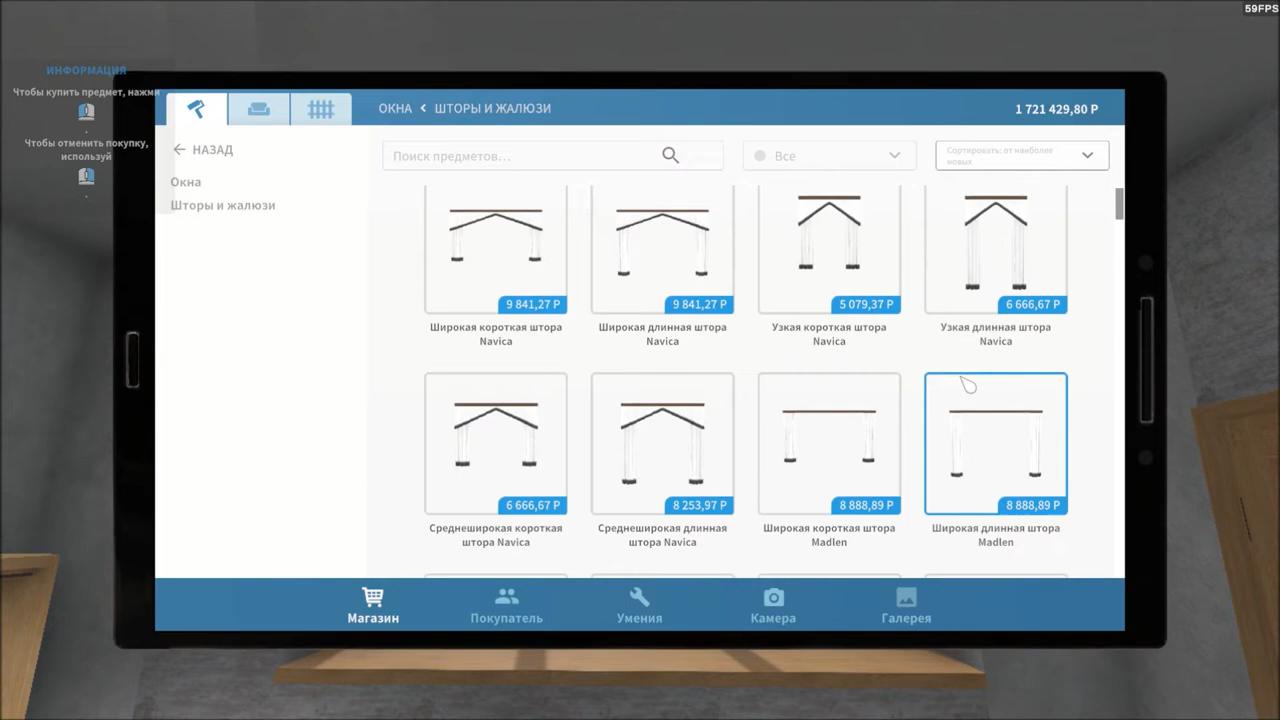 59FPS
ИНФОРМАЦИЯ
Чтобы купить предмет, нажми
.
Чтобы отменить покупку,
используй
.
ОКНА < ШТОРЫ И ЖАЛЮЗИ
1 721 429,80 Р
НАЗАД
Окна
Шторы и жалюзи
Поиск предметов...
Все
Сортировать: от наиболее
новых
9 841,27 Р
9 841,27 Р
5 079,37 Р
6 666,67 Р
Широкая короткая штора
Navica
Широкая длинная штора
Navica
Узкая короткая штора
Navica
Узкая длинная штора
Navica
6 666,67 Р
8 253,97 Р
8 888,89 Р
8 888,89 Р
Среднеширокая короткая
штора Navica
Среднеширокая длинная
штора Navica
Широкая короткая штора
Madlen
Широкая длинная штора
Madlen
Магазин
Покупатель
Умения
Камера
Галерея